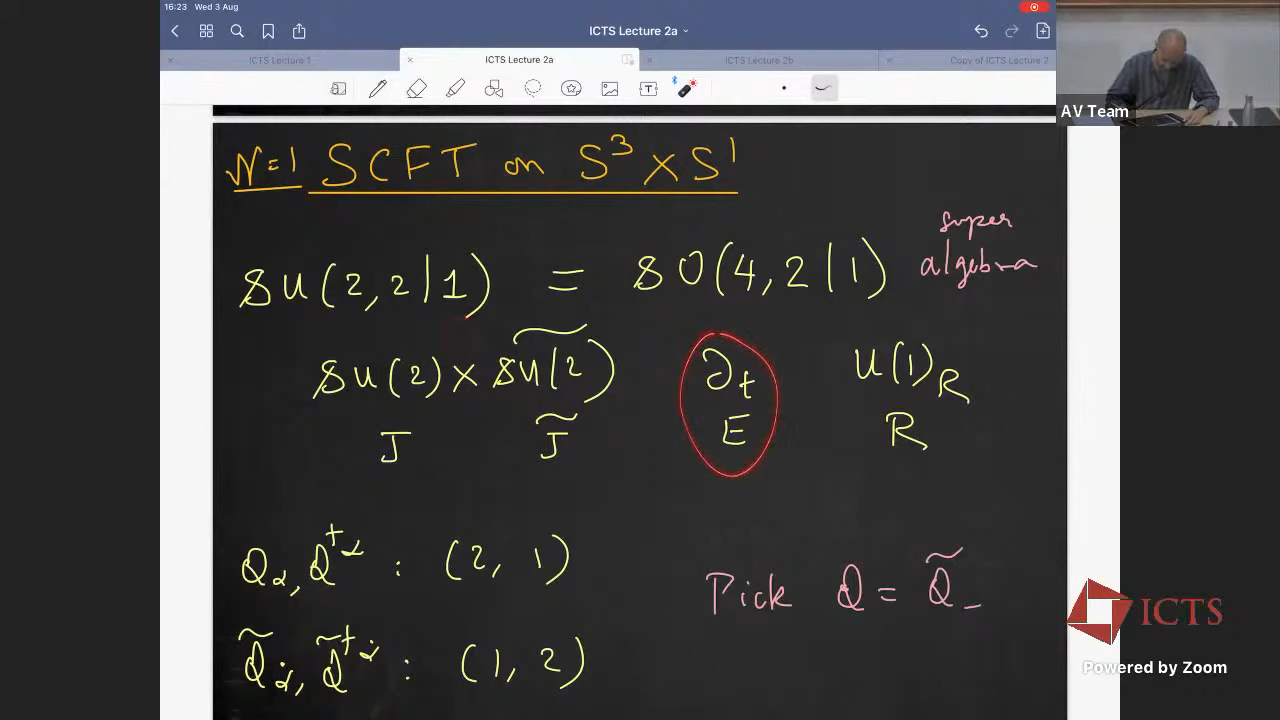 16:23 Wed 3 Aug
ICTS Lecture 2a
ICTS Lecture 1
ICTS Lecture 2a
ICTS Lecture 2b
Copy of ICTS Lecture 2
AV Team
N=1 SCFT on S³ × S¹
SU(2,2|1) = SO(4,2|1) super algebra
SU(2) × S̃U(2) ∂ₜ U(1)_R
J J̃ E R
Q_α, Q^†α : (2, 1)
Pick Q = Q̃_-
Q̃_α̇, Q̃^†α̇ : (1, 2)
ICTS
Powered by Zoom